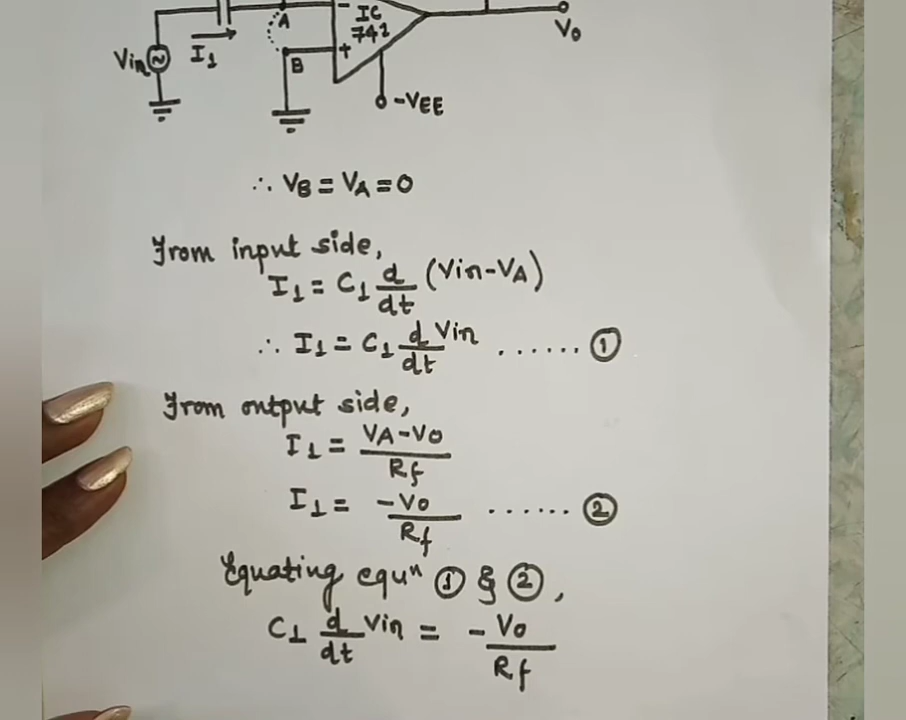 A
- IC
741
+
Vo
Vin
I1
B
-VEE
∴ VB = VA = 0
From input side,
I1 = C1 d/dt (Vin-VA)
∴ I1 = C1 d/dt Vin ...... ①
From output side,
I1 = VA-Vo/Rf
I1 = -Vo/Rf ...... ②
Equating equⁿ ① & ②,
C1 d/dt Vin = -Vo/Rf